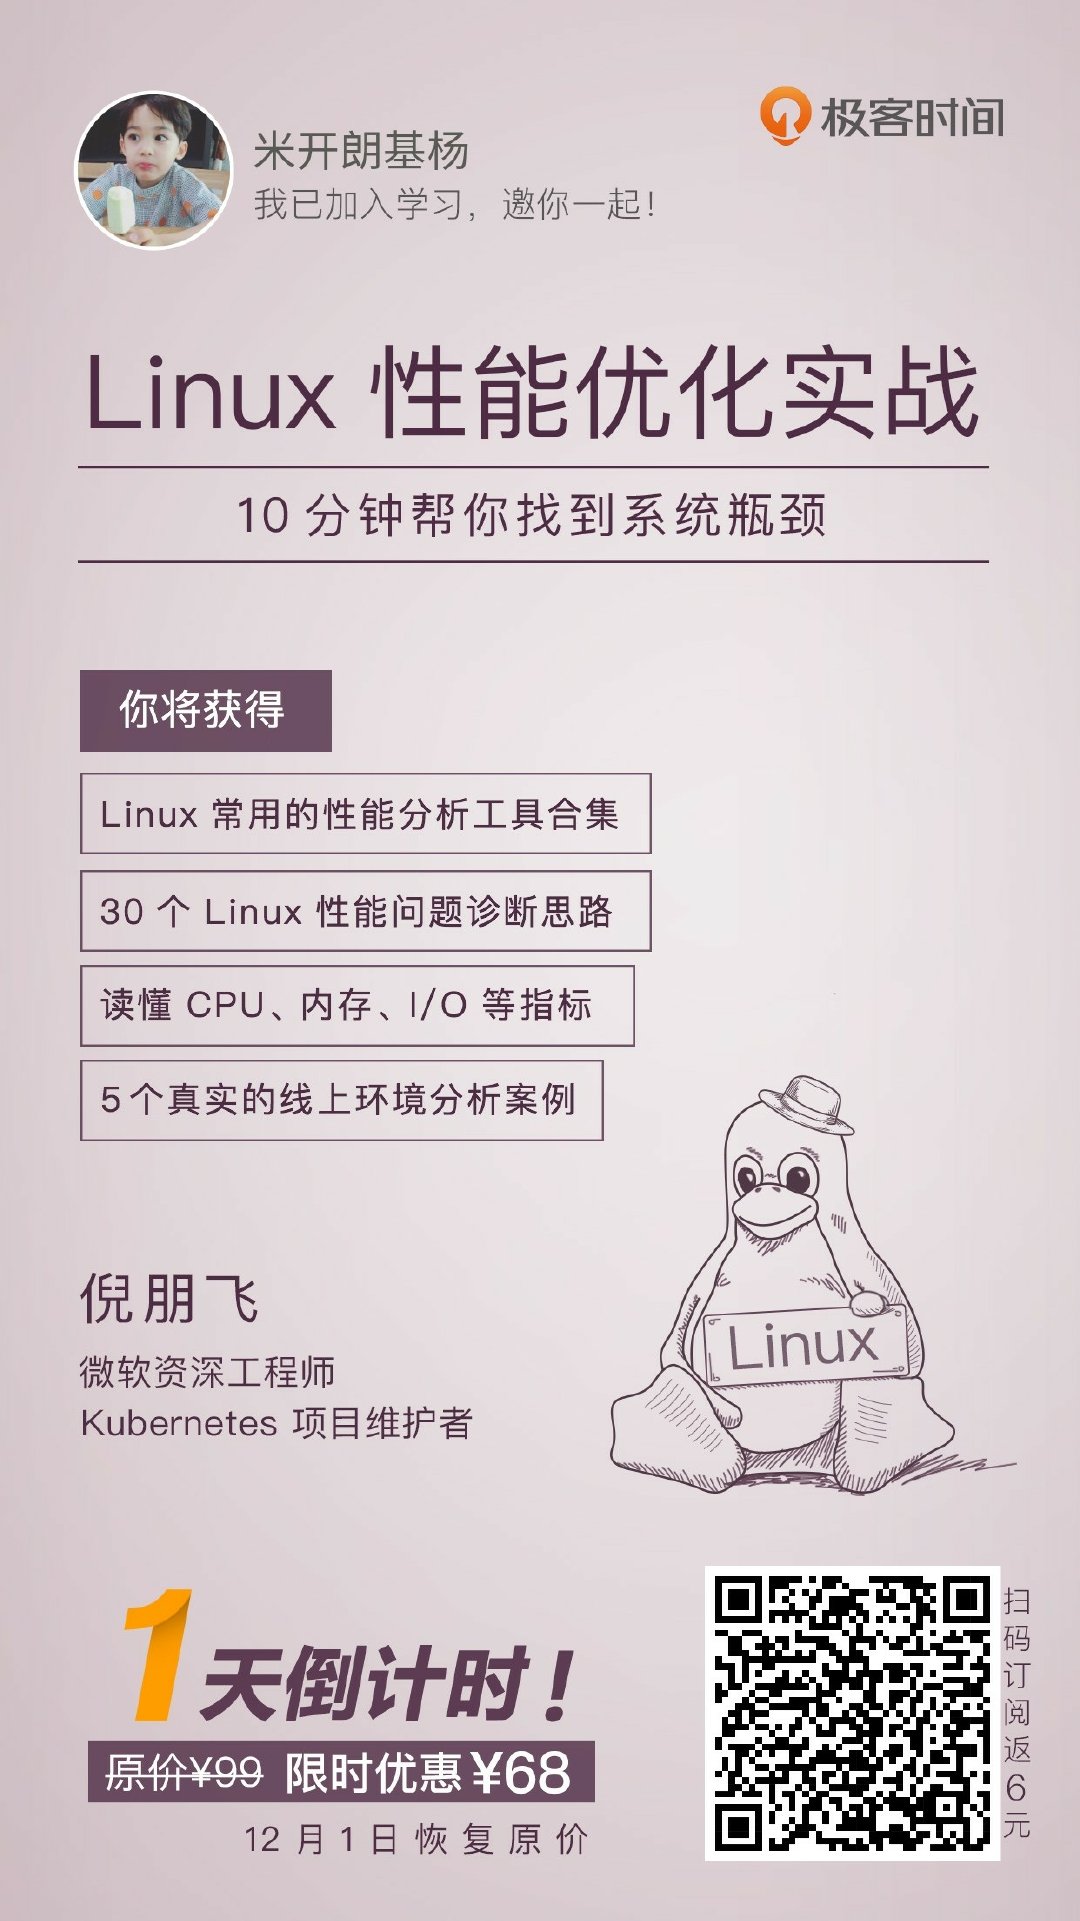 极客时间
米开朗基杨
我已加入学习，邀你一起！
Linux 性能优化实战
10 分钟帮你找到系统瓶颈
你将获得
Linux 常用的性能分析工具合集
30 个 Linux 性能问题诊断思路
读懂 CPU、内存、I/O 等指标
5个真实的线上环境分析案例
倪朋飞
微软资深工程师
Kubernetes 项目维护者
Linux
1天倒计时！
原价¥99 限时优惠¥68
12月1日恢复原价
扫码订阅返6元